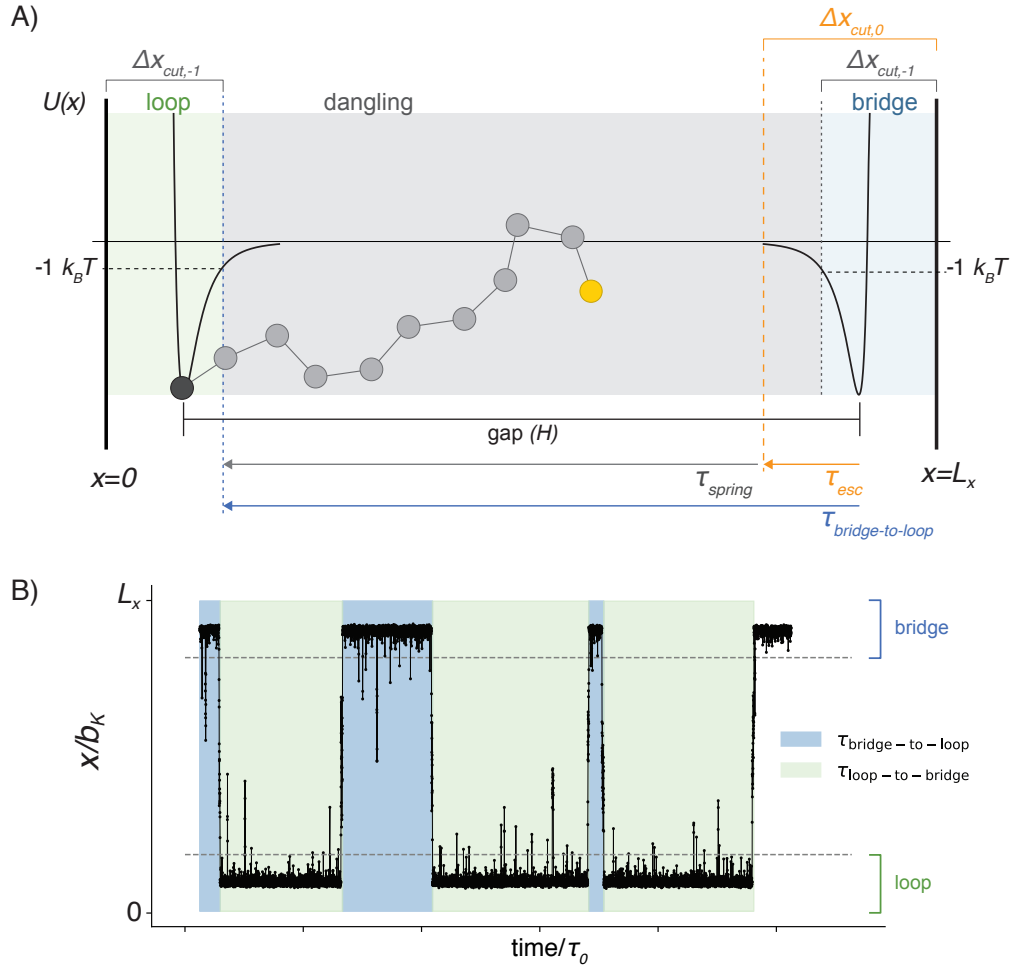 A)
Δx_cut,0
Δx_cut,-1
Δx_cut,-1
U(x)
loop
dangling
bridge
-1 k_BT
-1 k_BT
gap (H)
x=0
x=L_x
τ_spring
τ_esc
τ_bridge-to-loop
B)
L_x
bridge
x/b_K
τ_bridge – to – loop
τ_loop – to – bridge
loop
0
time/τ_0